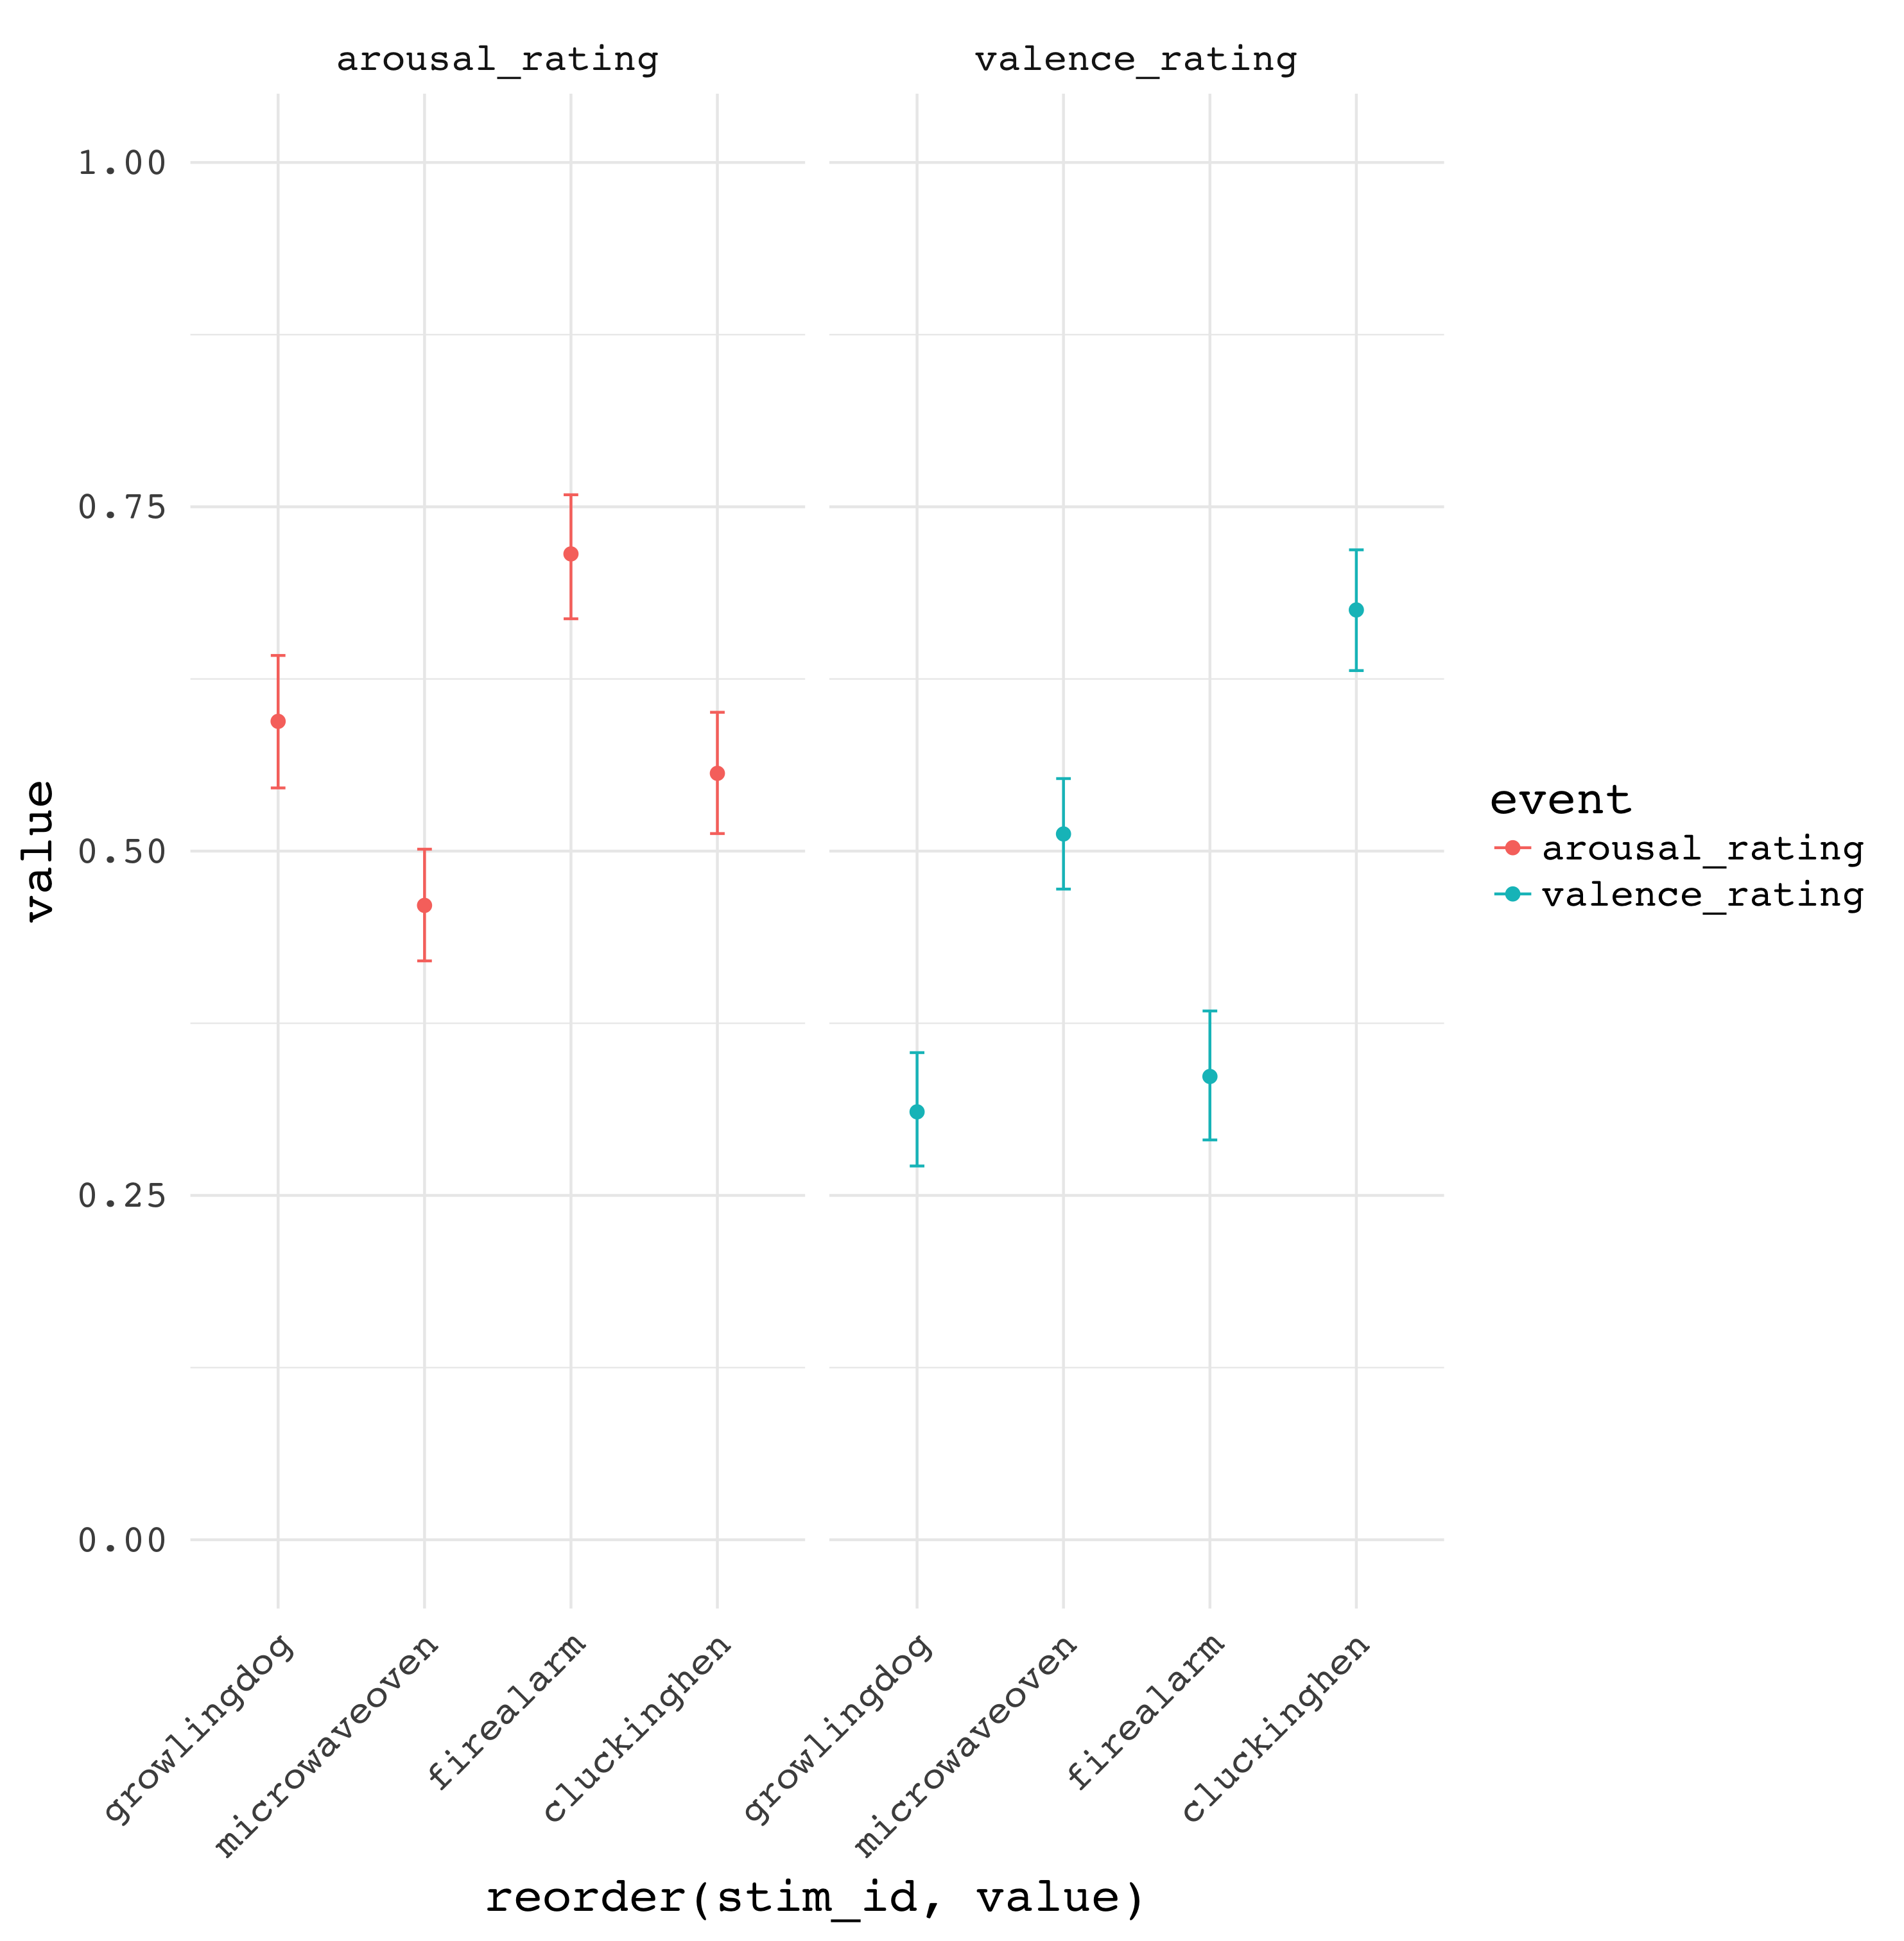 arousal_rating
valence_rating
1.00
0.75
0.50
0.25
0.00
value
growlingdog
microwaveoven
firealarm
cluckinghen
growlingdog
microwaveoven
firealarm
cluckinghen
reorder(stim_id, value)
event
arousal_rating
valence_rating